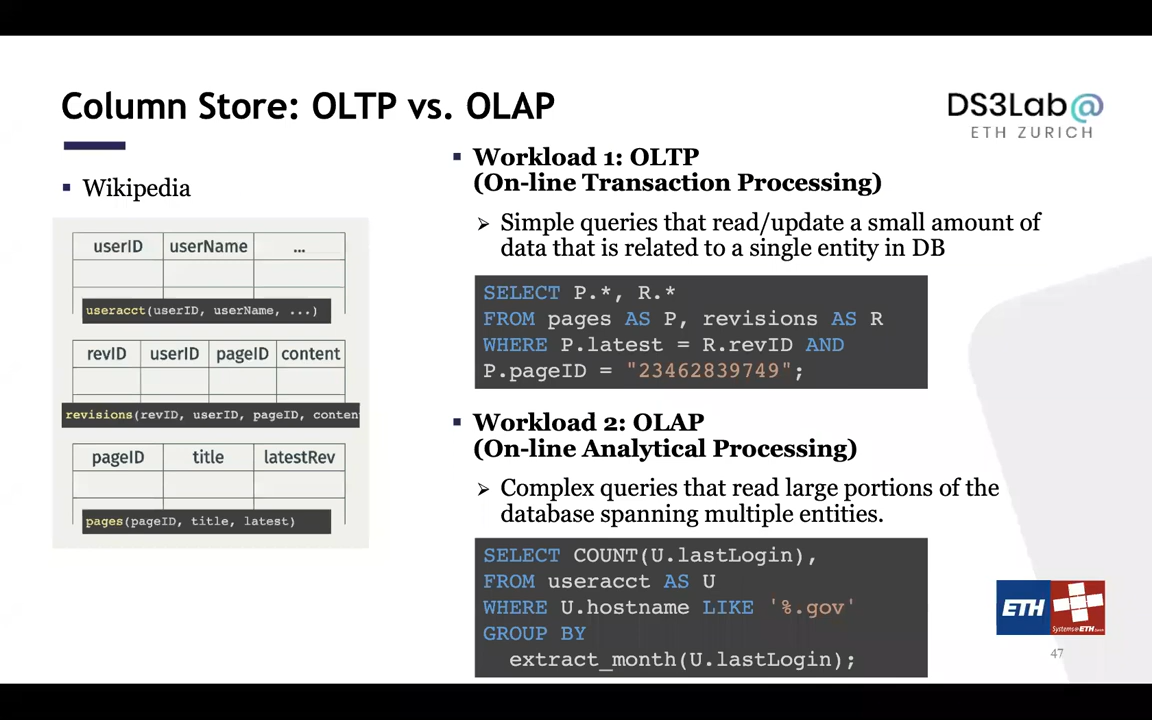 Column Store: OLTP vs. OLAP
DS3Lab@
ETH ZURICH
▪ Wikipedia
userID userName ...
useracct(userID, userName, ...)
revID userID pageID content
revisions(revID, userID, pageID, conten
pageID title latestRev
pages(pageID, title, latest)
▪ Workload 1: OLTP
(On-line Transaction Processing)
➢ Simple queries that read/update a small amount of
data that is related to a single entity in DB
SELECT P.*, R.*
FROM pages AS P, revisions AS R
WHERE P.latest = R.revID AND
P.pageID = "23462839749";
▪ Workload 2: OLAP
(On-line Analytical Processing)
➢ Complex queries that read large portions of the
database spanning multiple entities.
SELECT COUNT(U.lastLogin),
FROM useracct AS U
WHERE U.hostname LIKE '%.gov'
GROUP BY
extract_month(U.lastLogin);
ETH
Systems@ETH
47